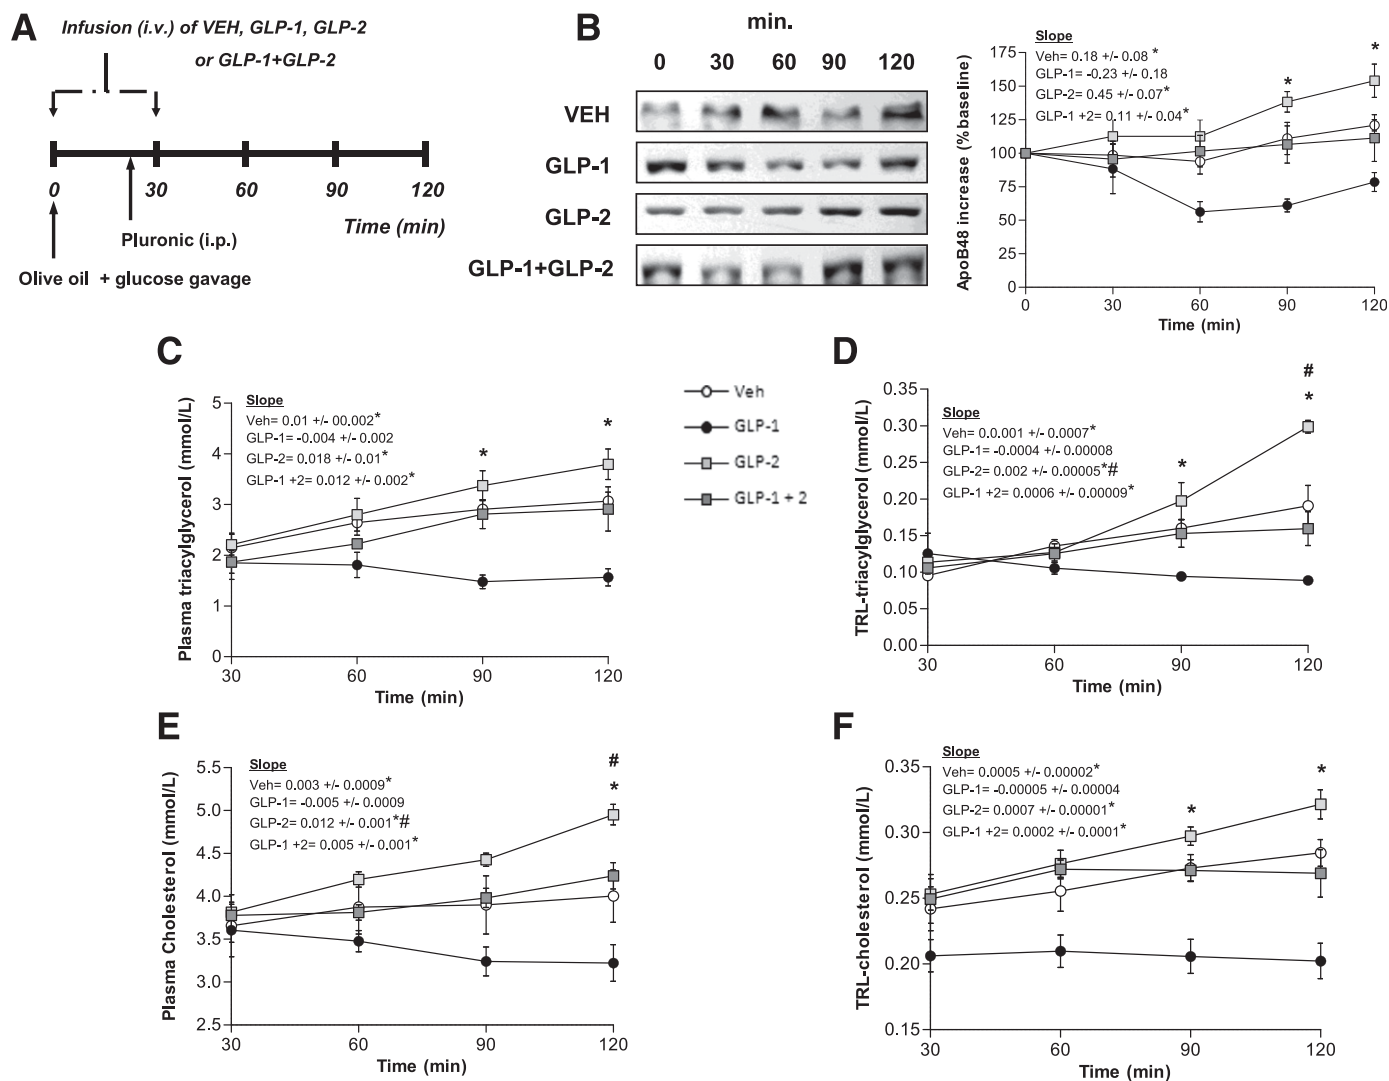 A
Infusion (i.v.) of VEH, GLP-1, GLP-2
or GLP-1+GLP-2
0 30 60 90 120
Time (min)
Pluronic (i.p.)
Olive oil + glucose gavage
B
min.
0 30 60 90 120
VEH
GLP-1
GLP-2
GLP-1+GLP-2
ApoB48 increase (%baseline)
175
150
125
100
75
50
25
0
Slope
Veh= 0.18 +/- 0.08 *
GLP-1= -0.23 +/- 0.18
GLP-2= 0.45 +/- 0.07*
GLP-1 +2= 0.11 +/- 0.04*
* *
0 30 60 90 120
Time (min)
C
Plasma triacylglycerol (mmol/L)
5
4
3
2
1
0
Slope
Veh= 0.01 +/- 00.002*
GLP-1= -0.004 +/- 0.002
GLP-2= 0.018 +/- 0.01*
GLP-1 +2= 0.012 +/- 0.002*
* *
30 60 90 120
Time (min)
Veh
GLP-1
GLP-2
GLP-1 + 2
D
TRL-triacylglycerol (mmol/L)
0.35
0.30
0.25
0.20
0.15
0.10
0.05
0.00
Slope
Veh= 0.0.001 +/- 0.0007*
GLP-1= -0.0004 +/- 0.00008
GLP-2= 0.002 +/- 0.00005*#
GLP-1 +2= 0.0006 +/- 0.00009*
#
* *
30 60 90 120
Time (min)
E
Plasma Cholesterol (mmol/L)
5.5
5.0
4.5
4.0
3.5
3.0
2.5
Slope
Veh= 0.003 +/- 0.0009*
GLP-1= -0.005 +/- 0.0009
GLP-2= 0.012 +/- 0.001*#
GLP-1 +2= 0.005 +/- 0.001*
#
*
30 60 90 120
Time (min)
F
TRL-cholesterol (mmol/L)
0.35
0.30
0.25
0.20
0.15
Slope
Veh= 0.0005 +/- 0.00002*
GLP-1= -0.00005 +/- 0.00004
GLP-2= 0.0007 +/- 0.00001*
GLP-1 +2= 0.0002 +/- 0.0001*
* *
30 60 90 120
Time (min)